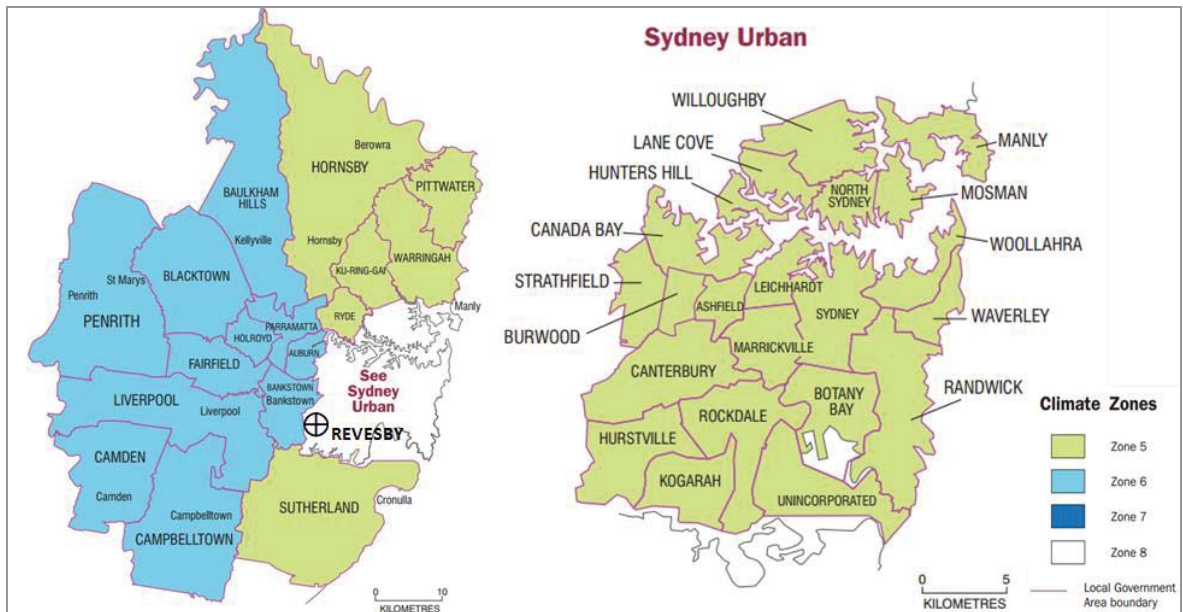 Sydney Urban
Berowra
HORNSBY
PITTWATER
BAULKHAM
HILLS
Kellyville
Hornsby
WARRINGAH
KU-RING-GAI
BLACKTOWN
St Marys
Penrith
PENRITH
Manly
RYDE
PARRAMATTA
HOLROYD
AUBURN
FAIRFIELD
See
Sydney
Urban
BANKSTOWN
Bankstown
LIVERPOOL
Liverpool
REVESBY
CAMDEN
Camden
Cronulla
SUTHERLAND
Campbelltown
CAMPBELLTOWN
0 10
KILOMETRES
WILLOUGHBY
LANE COVE
MANLY
HUNTERS HILL
NORTH
SYDNEY
MOSMAN
CANADA BAY
WOOLLAHRA
STRATHFIELD
LEICHHARDT
ASHFIELD
SYDNEY
BURWOOD
WAVERLEY
MARRICKVILLE
CANTERBURY
BOTANY
BAY
RANDWICK
ROCKDALE
HURSTVILLE
KOGARAH
UNINCORPORATED
0 5
KILOMETRES
Climate Zones
Zone 5
Zone 6
Zone 7
Zone 8
Local Government
Area boundary